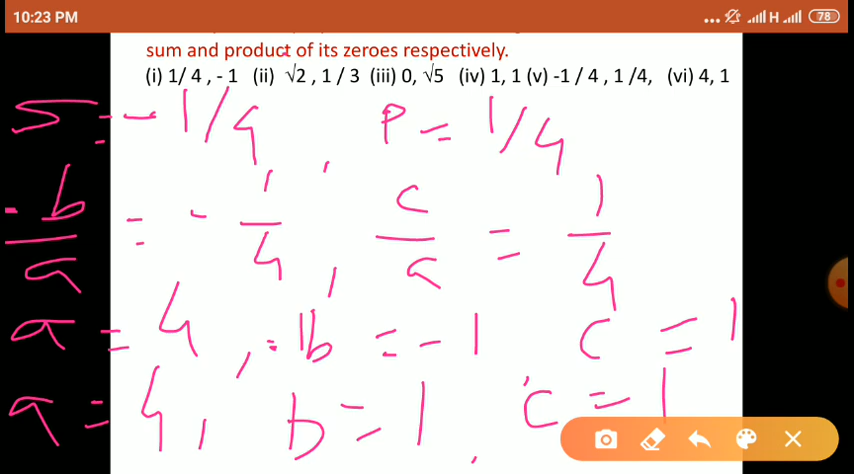 10:23 PM ... H 78
sum and product of its zeroes respectively.
(i) 1/ 4 , - 1 (ii) √2 , 1 / 3 (iii) 0, √5 (iv) 1, 1 (v) -1 / 4 , 1 /4, (vi) 4, 1
S = - 1/4 , P = 1/4
- b/a = - 1/4 , c/a = 1/4
a = 4 , - b = - 1 c = 1
a = 4, b = 1 , c = 1